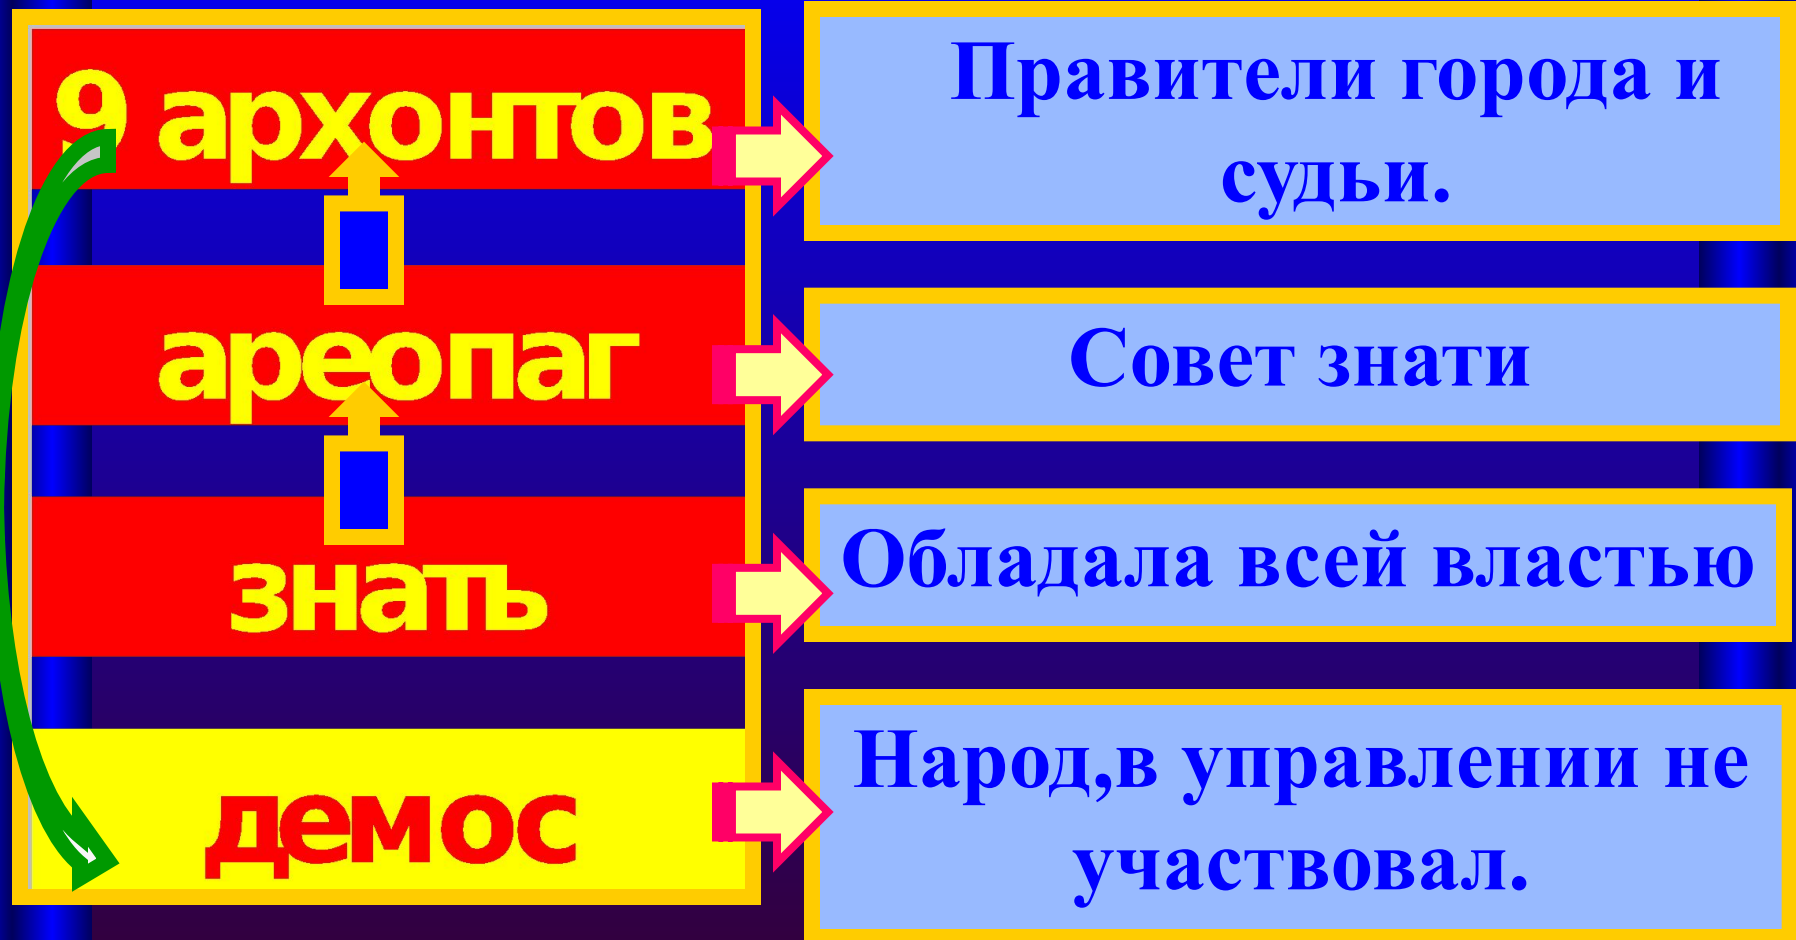 9 архонтов
Правители города и
судьи.
ареопаг
Совет знати
знать
Обладала всей властью
демос
Народ,в управлении не
участвовал.